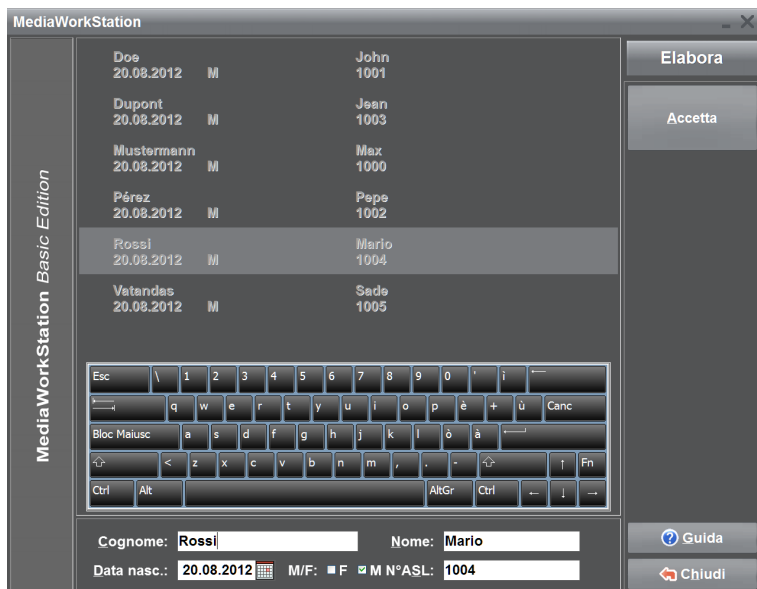 MediaWorkStation
MediaWorkStation Basic Edition
Doe John
20.08.2012 M 1001
Dupont Jean
20.08.2012 M 1003
Mustermann Max
20.08.2012 M 1000
Pérez Pepe
20.08.2012 M 1002
Rossi Mario
20.08.2012 M 1004
Vatandas Sade
20.08.2012 M 1005
Esc \ 1 2 3 4 5 6 7 8 9 0 ' ì ←
q w e r t y u i o p è + ù Canc
Bloc Maiusc a s d f g h j k l ò à
< z x c v b n m , . - ↑ Fn
Ctrl Alt AltGr Ctrl ← ↓ →
Cognome: Rossi Nome: Mario
Data nasc.: 20.08.2012 M/F: F M N°ASL: 1004
Elabora
Accetta
Guida
Chiudi